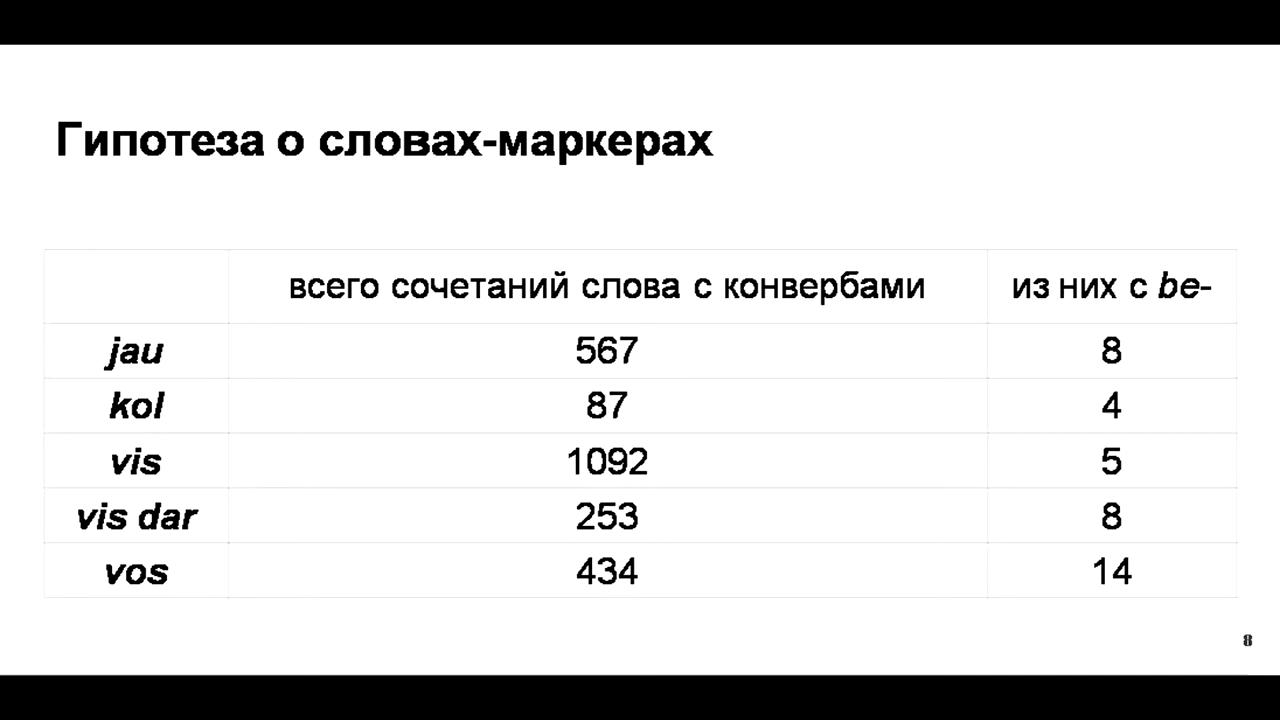 Гипотеза о словах-маркерах
всего сочетаний слова с конвербами из них с be-
jau 567 8
kol 87 4
vis 1092 5
vis dar 253 8
vos 434 14
8